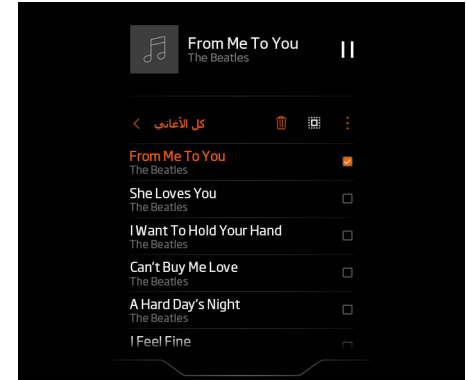 From Me To You
The Beatles
كل الأغاني
From Me To You
The Beatles
She Loves You
The Beatles
I Want To Hold Your Hand
The Beatles
Can't Buy Me Love
The Beatles
A Hard Day's Night
The Beatles
I Feel Fine